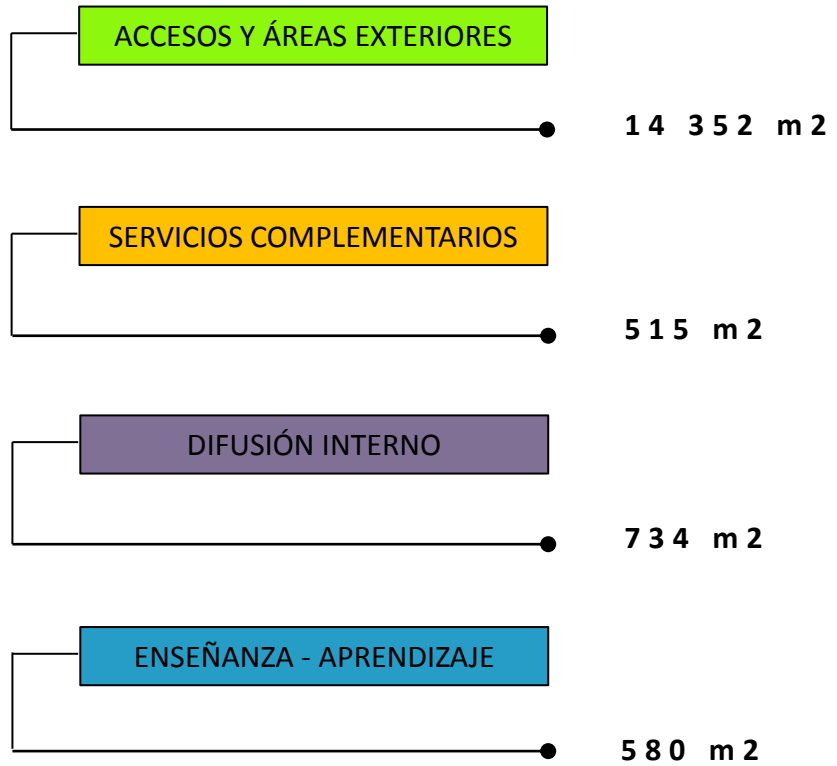 ACCESOS Y ÁREAS EXTERIORES
14 352 m2
SERVICIOS COMPLEMENTARIOS
515 m2
DIFUSIÓN INTERNO
734 m2
ENSEÑANZA - APRENDIZAJE
580 m2